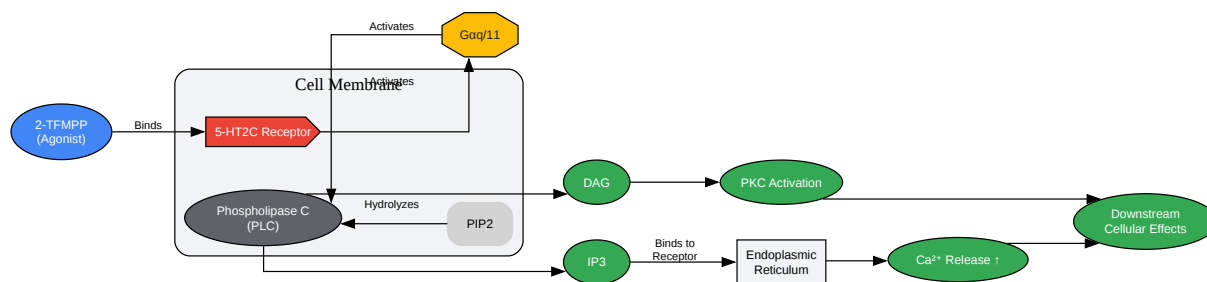 Activates
Gαq/11
Activates
Cell Membrane
2-TFMPP
(Agonist)
Binds
5-HT2C Receptor
DAG
PKC Activation
Hydrolyzes
Phospholipase C
(PLC)
PIP2
Downstream
Cellular Effects
Binds to
Receptor
IP3
Endoplasmic
Reticulum
Ca²⁺ Release ↑